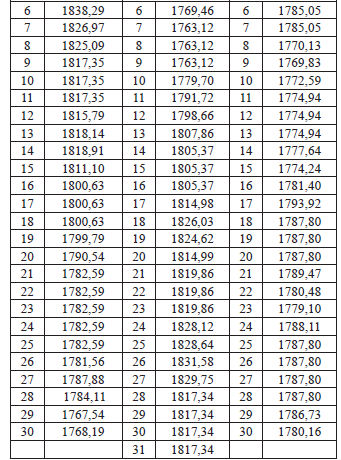 6 1838,29 6 1769,46 6 1785,05
7 1826,97 7 1763,12 7 1785,05
8 1825,09 8 1763,12 8 1770,13
9 1817,35 9 1763,12 9 1769,83
10 1817,35 10 1779,70 10 1772,59
11 1817,35 11 1791,72 11 1774,94
12 1815,79 12 1798,66 12 1774,94
13 1818,14 13 1807,86 13 1774,94
14 1818,91 14 1805,37 14 1777,64
15 1811,10 15 1805,37 15 1774,24
16 1800,63 16 1805,37 16 1781,40
17 1800,63 17 1814,98 17 1793,92
18 1800,63 18 1826,03 18 1787,80
19 1799,79 19 1824,62 19 1787,80
20 1790,54 20 1814,99 20 1787,80
21 1782,59 21 1819,86 21 1789,47
22 1782,59 22 1819,86 22 1780,48
23 1782,59 23 1819,86 23 1779,10
24 1782,59 24 1828,12 24 1788,11
25 1782,59 25 1828,64 25 1787,80
26 1781,56 26 1831,58 26 1787,80
27 1787,88 27 1829,75 27 1787,80
28 1784,11 28 1817,34 28 1787,80
29 1767,54 29 1817,34 29 1786,73
30 1768,19 30 1817,34 30 1780,16
31 1817,34